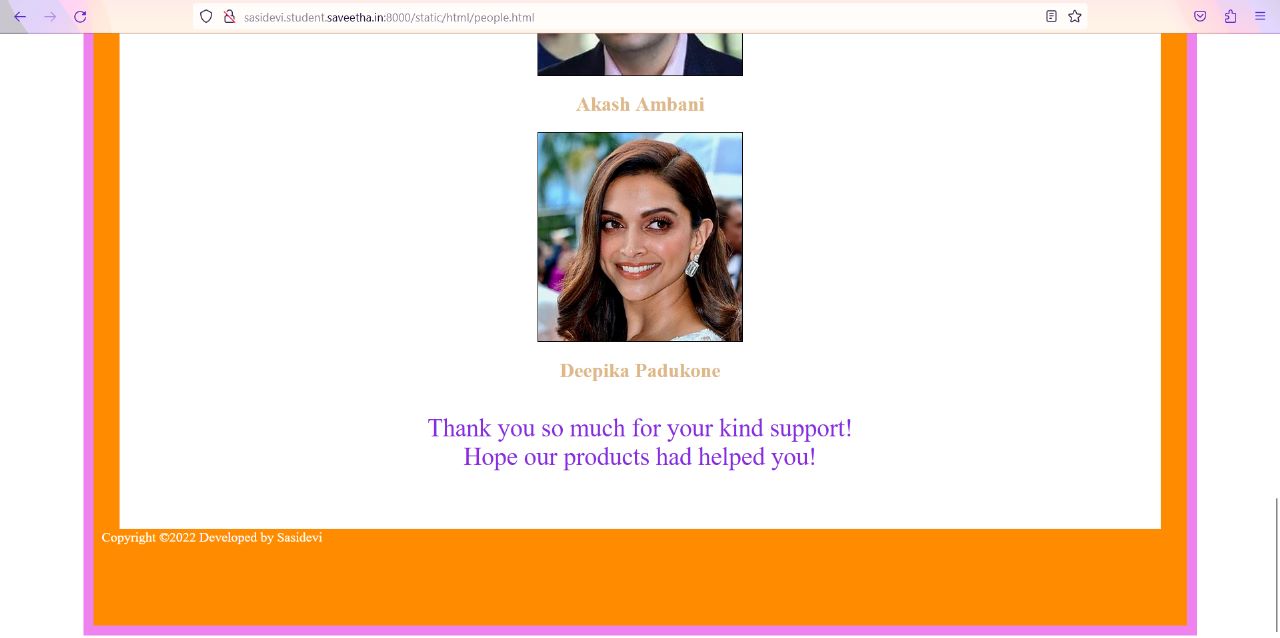 sasidevi.student.saveetha.in:8000/static/html/people.html
Akash Ambani
Deepika Padukone
Thank you so much for your kind support!
Hope our products had helped you!
Copyright ©2022 Developed by Sasidevi